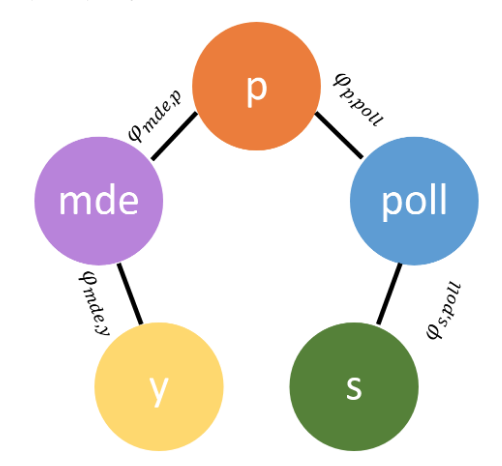 p
φmde,p
φp,poll
mde
poll
φmde,y
φs,poll
y
s